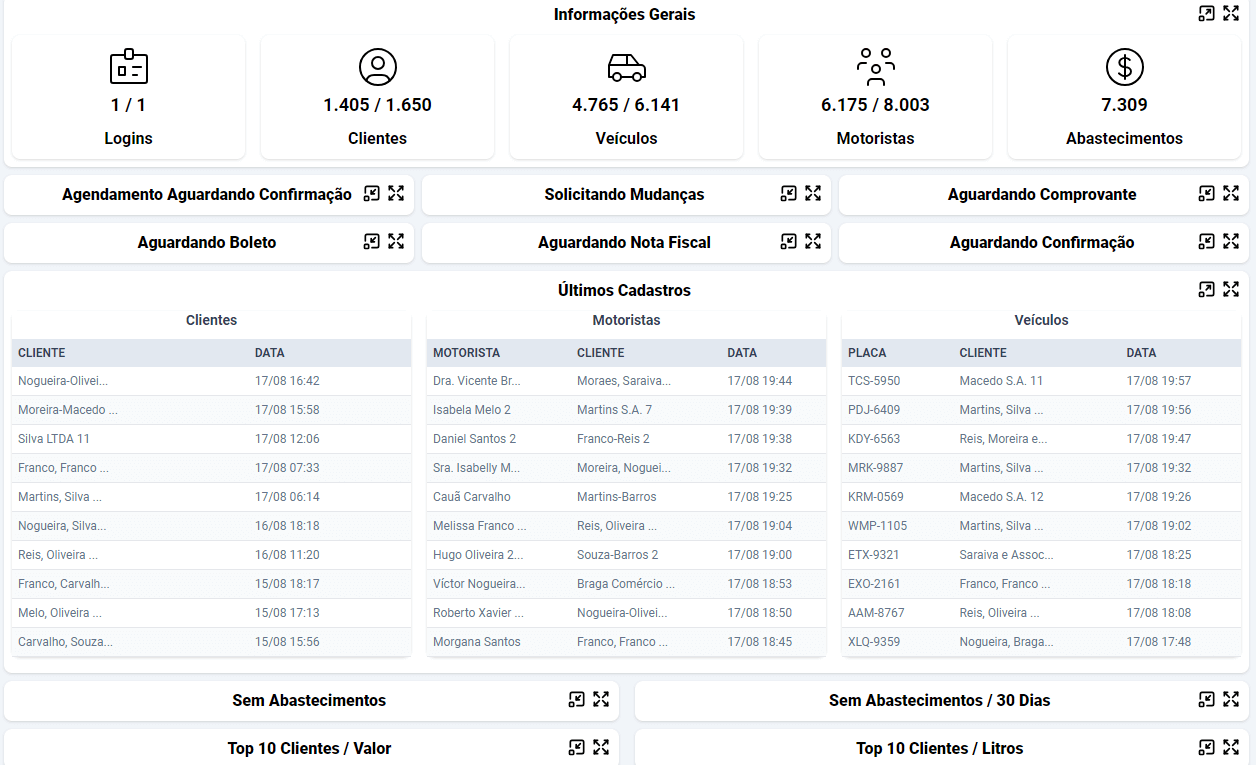 Informações Gerais
1 / 1
Logins
1.405 / 1.650
Clientes
4.765 / 6.141
Veículos
6.175 / 8.003
Motoristas
7.309
Abastecimentos
Agendamento Aguardando Confirmação
Solicitando Mudanças
Aguardando Comprovante
Aguardando Boleto
Aguardando Nota Fiscal
Aguardando Confirmação
Últimos Cadastros
Clientes
CLIENTE DATA
Nogueira-Olivei... 17/08 16:42
Moreira-Macedo ... 17/08 15:58
Silva LTDA 11 17/08 12:06
Franco, Franco ... 17/08 07:33
Martins, Silva ... 17/08 06:14
Nogueira, Silva... 16/08 18:18
Reis, Oliveira ... 16/08 11:20
Franco, Carvalh... 15/08 18:17
Melo, Oliveira ... 15/08 17:13
Carvalho, Souza... 15/08 15:56
Motoristas
MOTORISTA CLIENTE DATA
Dra. Vicente Br... Moraes, Saraiva... 17/08 19:44
Isabela Melo 2 Martins S.A. 7 17/08 19:39
Daniel Santos 2 Franco-Reis 2 17/08 19:38
Sra. Isabelly M... Moreira, Noguei... 17/08 19:32
Cauã Carvalho Martins-Barros 17/08 19:25
Melissa Franco ... Reis, Oliveira ... 17/08 19:04
Hugo Oliveira 2... Souza-Barros 2 17/08 19:00
Víctor Nogueira... Braga Comércio ... 17/08 18:53
Roberto Xavier ... Nogueira-Olivei... 17/08 18:50
Morgana Santos Franco, Franco ... 17/08 18:45
Veículos
PLACA CLIENTE DATA
TCS-5950 Macedo S.A. 11 17/08 19:57
PDJ-6409 Martins, Silva ... 17/08 19:56
KDY-6563 Reis, Moreira e... 17/08 19:47
MRK-9887 Martins, Silva ... 17/08 19:32
KRM-0569 Macedo S.A. 12 17/08 19:26
WMP-1105 Martins, Silva ... 17/08 19:02
ETX-9321 Saraiva e Assoc... 17/08 18:25
EXO-2161 Franco, Franco ... 17/08 18:18
AAM-8767 Reis, Oliveira ... 17/08 18:08
XLQ-9359 Nogueira, Braga... 17/08 17:48
Sem Abastecimentos
Sem Abastecimentos / 30 Dias
Top 10 Clientes / Valor
Top 10 Clientes / Litros